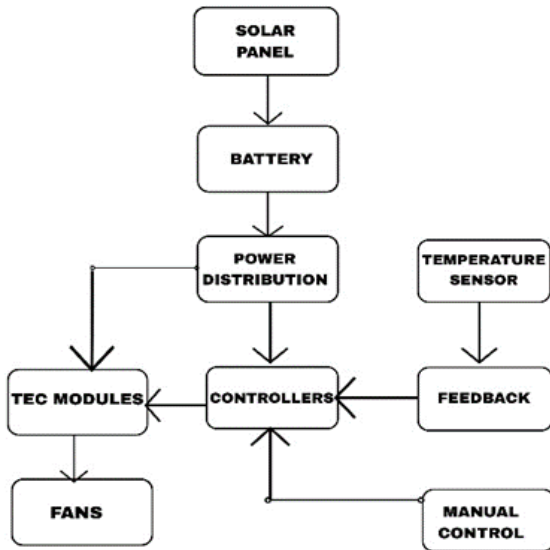 SOLAR
PANEL
BATTERY
POWER
DISTRIBUTION
TEMPERATURE
SENSOR
TEC MODULES
CONTROLLERS
FEEDBACK
FANS
MANUAL
CONTROL